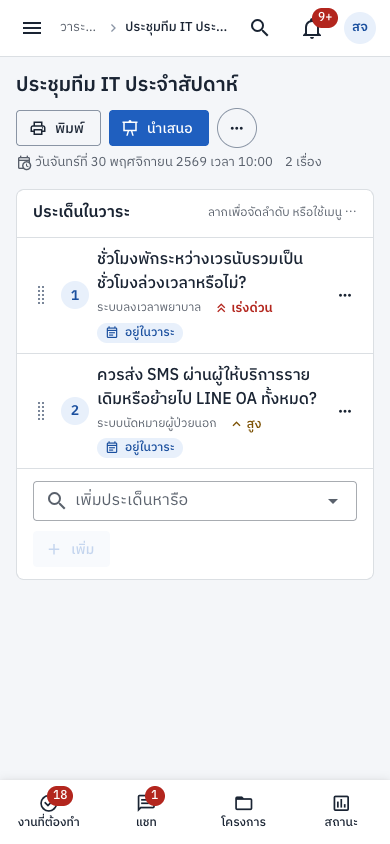 วาระ... > ประชุมทีม IT ประ... 9+ สจ
ประชุมทีม IT ประจำสัปดาห์
พิมพ์ นำเสนอ
วันจันทร์ที่ 30 พฤศจิกายน 2569 เวลา 10:00 2 เรื่อง
ประเด็นในวาระ ลากเพื่อจัดลำดับ หรือใช้เมนู ⋯
ชั่วโมงพักระหว่างเวรนับรวมเป็น
1 ชั่วโมงล่วงเวลาหรือไม่?
ระบบลงเวลาพยาบาล เร่งด่วน
อยู่ในวาระ
ควรส่ง SMS ผ่านผู้ให้บริการราย
2 เดิมหรือย้ายไป LINE OA ทั้งหมด?
ระบบนัดหมายผู้ป่วยนอก สูง
อยู่ในวาระ
เพิ่มประเด็นหารือ
+ เพิ่ม
18 1
งานที่ต้องทำ แชท โครงการ สถานะ